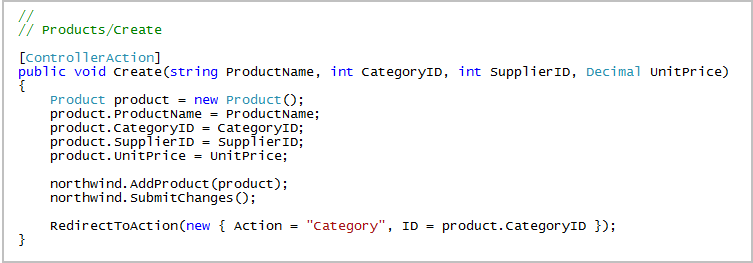 //
// Products/Create
[ControllerAction]
public void Create(string ProductName, int CategoryID, int SupplierID, Decimal UnitPrice)
{
    Product product = new Product();
    product.ProductName = ProductName;
    product.CategoryID = CategoryID;
    product.SupplierID = SupplierID;
    product.UnitPrice = UnitPrice;
    northwind.AddProduct(product);
    northwind.SubmitChanges();
    RedirectToAction(new { Action = "Category", ID = product.CategoryID });
}